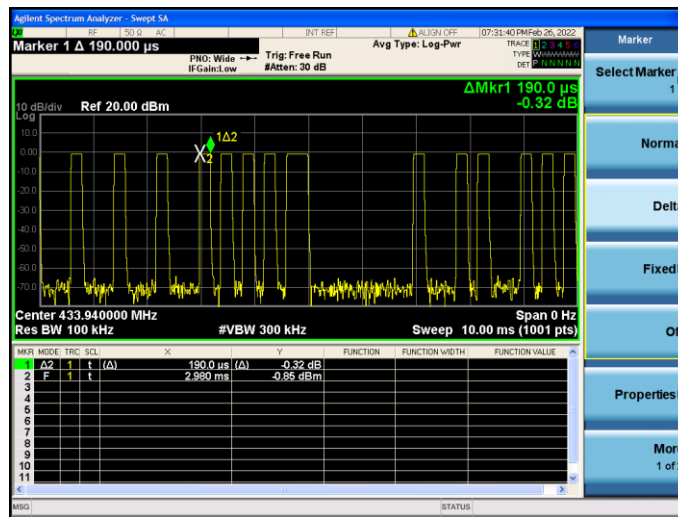 Agilent Spectrum Analyzer - Swept SA
RF 50 Ω AC INT REF ALIGN OFF 07:31:40 PM Feb 26, 2022
Marker 1 Δ 190.000 µs
PNO: Wide
IFGain:Low
Trig: Free Run
#Atten: 30 dB
Avg Type: Log-Pwr
TRACE 1 2 3 4 5 6
TYPE WWWWWW
DET P N N N N N
Marker
Select Marker
1
ΔMkr1 190.0 µs
-0.32 dB
10 dB/div Ref 20.00 dBm
Log
10.0
0.00
-10.0
-20.0
-30.0
-40.0
-50.0
-60.0
-70.0
1Δ2
2
Norma
Delt
Fixed
Of
Properties
Mor
1 of
Center 433.940000 MHz Span 0 Hz
Res BW 100 kHz #VBW 300 kHz Sweep 10.00 ms (1001 pts)
MKR MODE TRC SCL X Y FUNCTION FUNCTION WIDTH FUNCTION VALUE
1 Δ2 1 t (Δ) 190.0 µs (Δ) -0.32 dB
2 F 1 t 2.980 ms -0.85 dBm
3
4
5
6
7
8
9
10
11
MSG STATUS